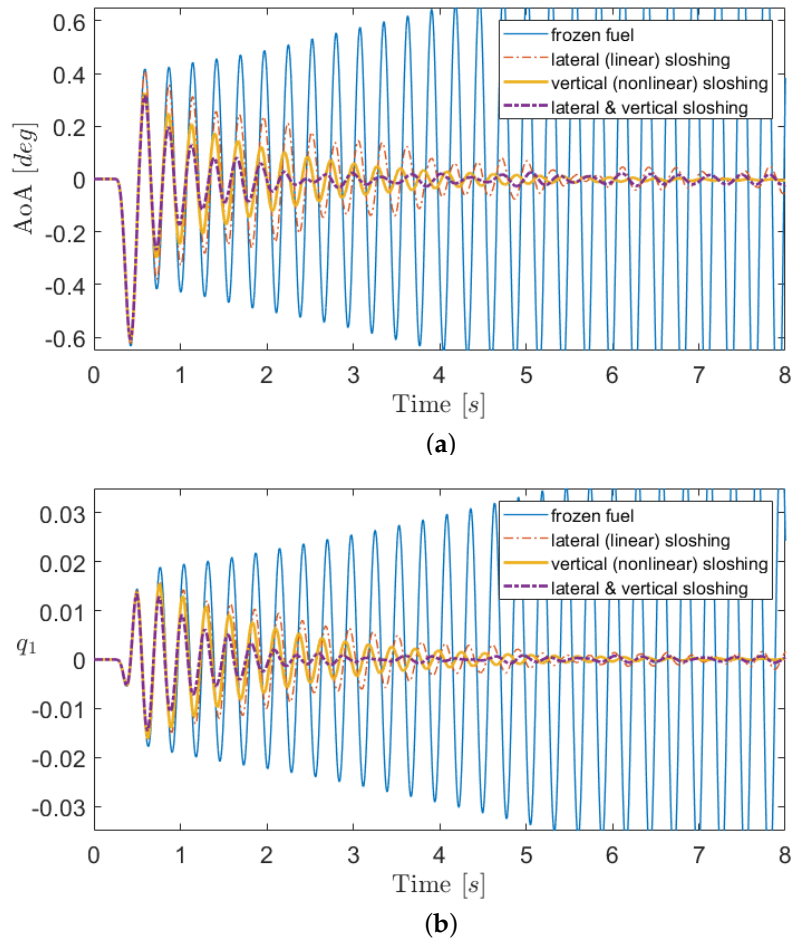 0.6
0.4
0.2
0
-0.2
-0.4
-0.6
AoA [deg]
frozen fuel
lateral (linear) sloshing
vertical (nonlinear) sloshing
lateral & vertical sloshing
0 1 2 3 4 5 6 7 8
Time [s]
(a)
0.03
0.02
0.01
0
-0.01
-0.02
-0.03
q1
frozen fuel
lateral (linear) sloshing
vertical (nonlinear) sloshing
lateral & vertical sloshing
0 1 2 3 4 5 6 7 8
Time [s]
(b)